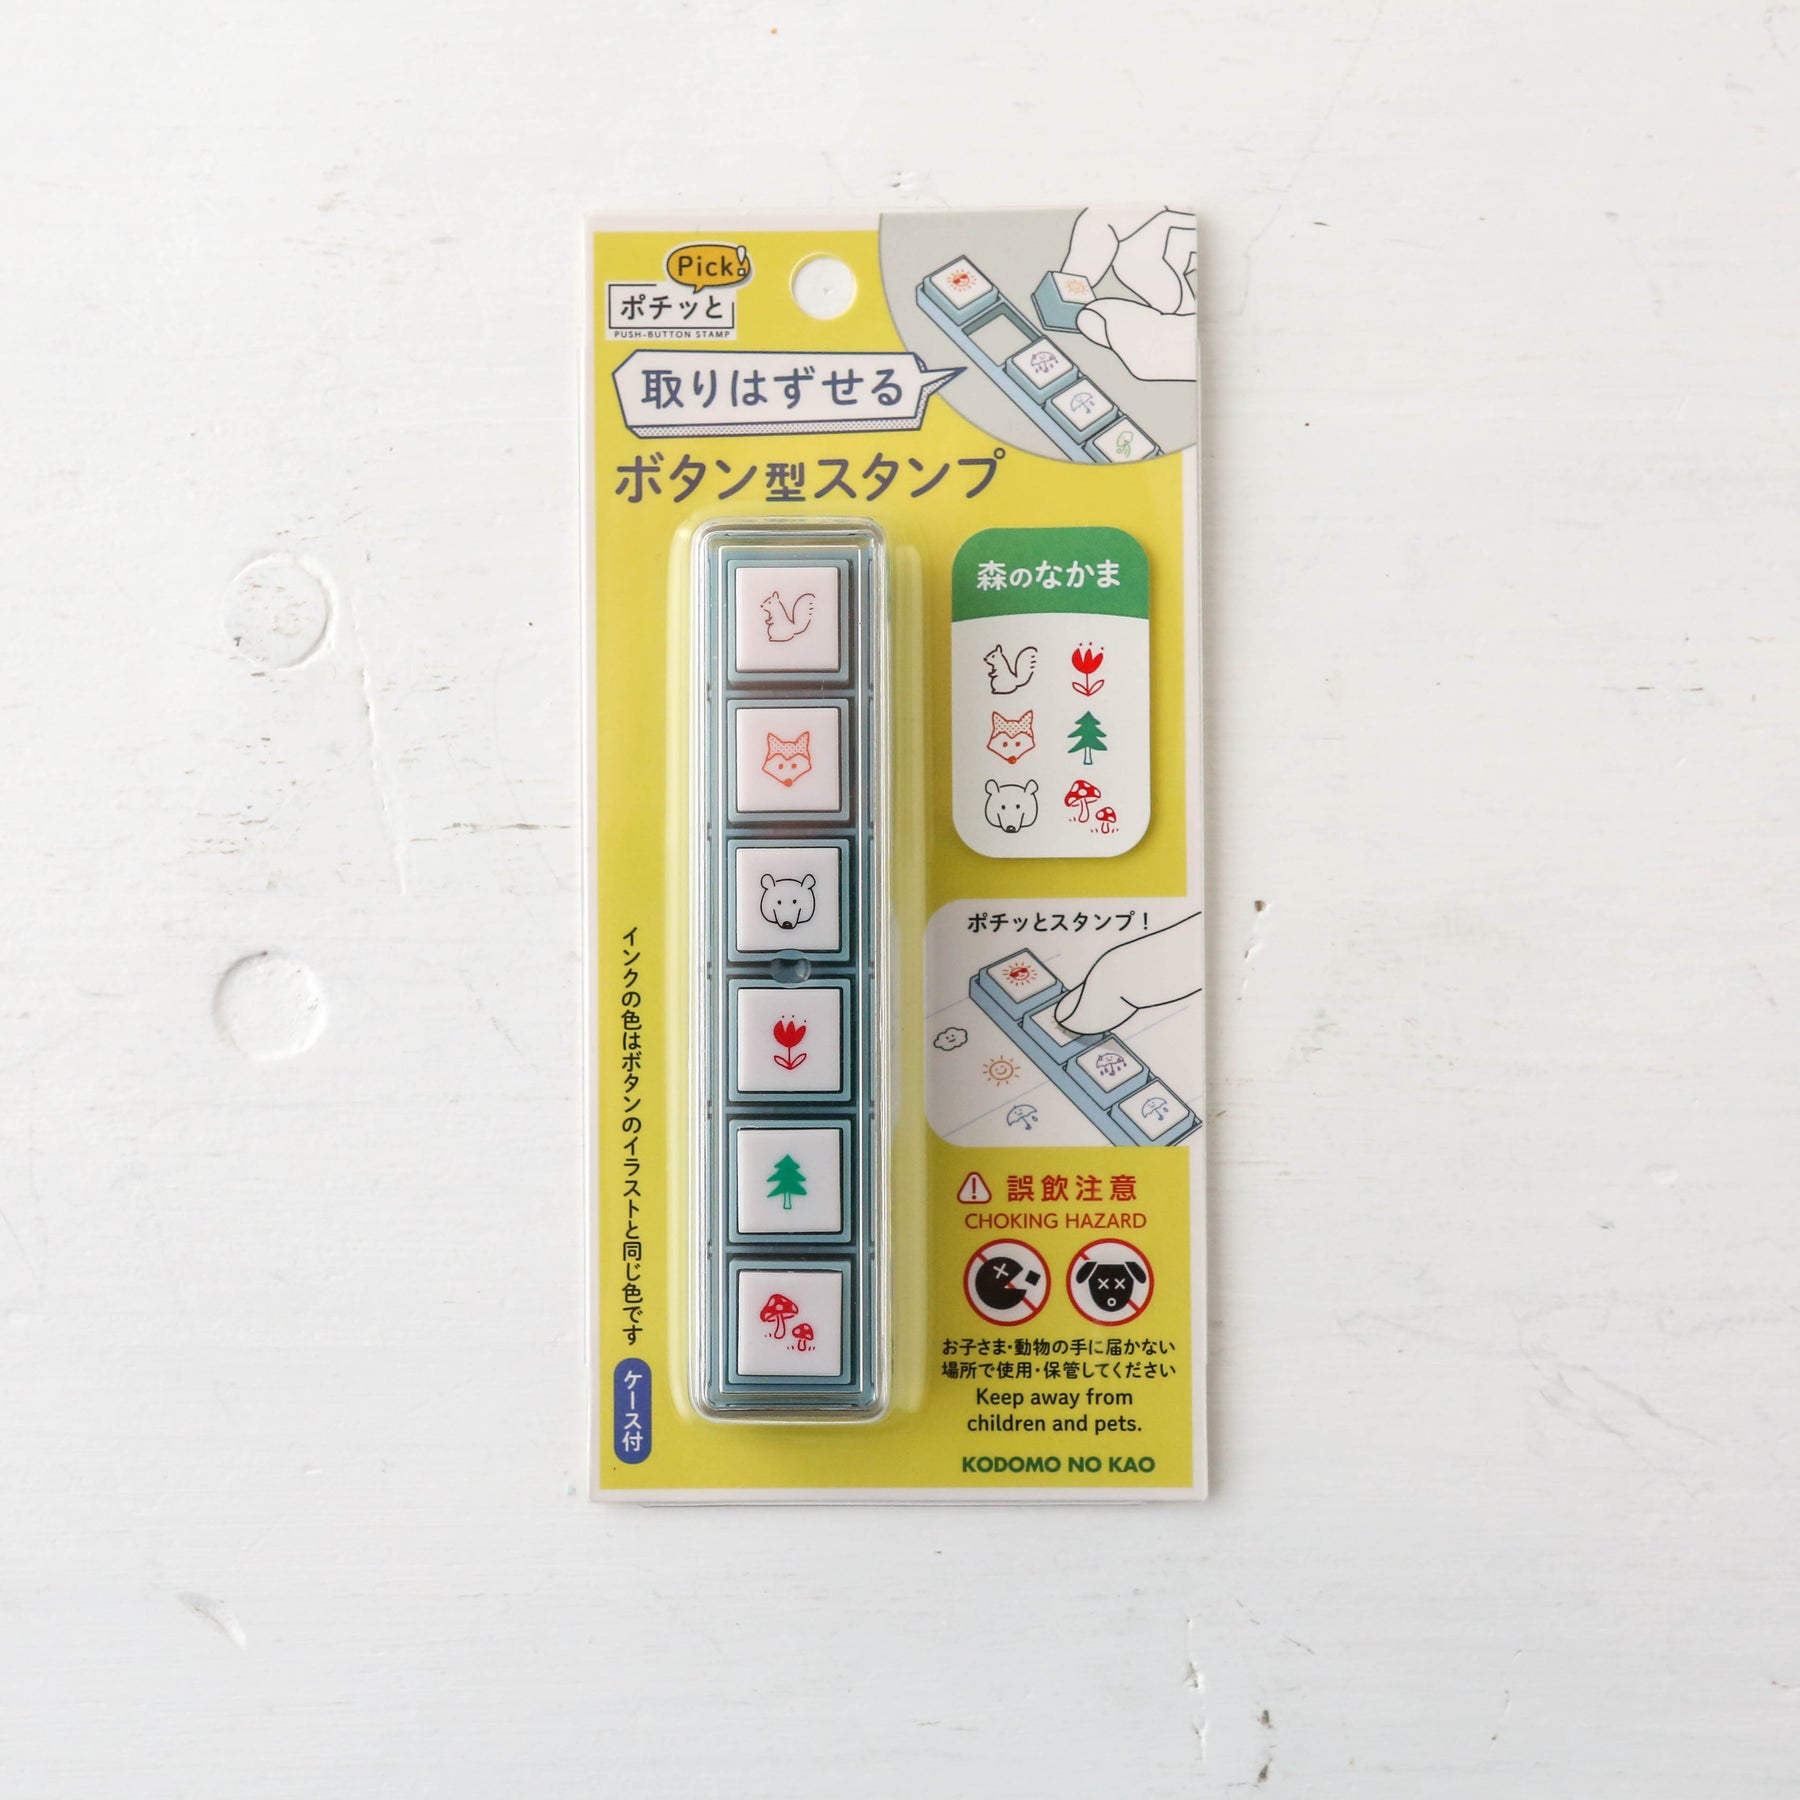 Pick!
ポチッと
PUSH-BUTTON STAMP
取りはずせる
ボタン型スタンプ
森のなかま
ポチッとスタンプ！
インクの色はボタンのイラストと同じ色です
ケース付
誤飲注意
CHOKING HAZARD
お子さま・動物の手に届かない
場所で使用・保管してください
Keep away from
children and pets.
KODOMO NO KAO